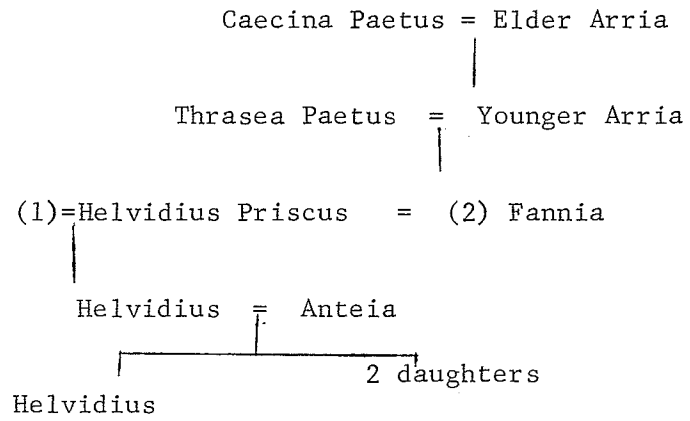 Caecina Paetus = Elder Arria
Thrasea Paetus = Younger Arria
(1)=Helvidius Priscus = (2) Fannia
Helvidius = Anteia
2 daughters
Helvidius